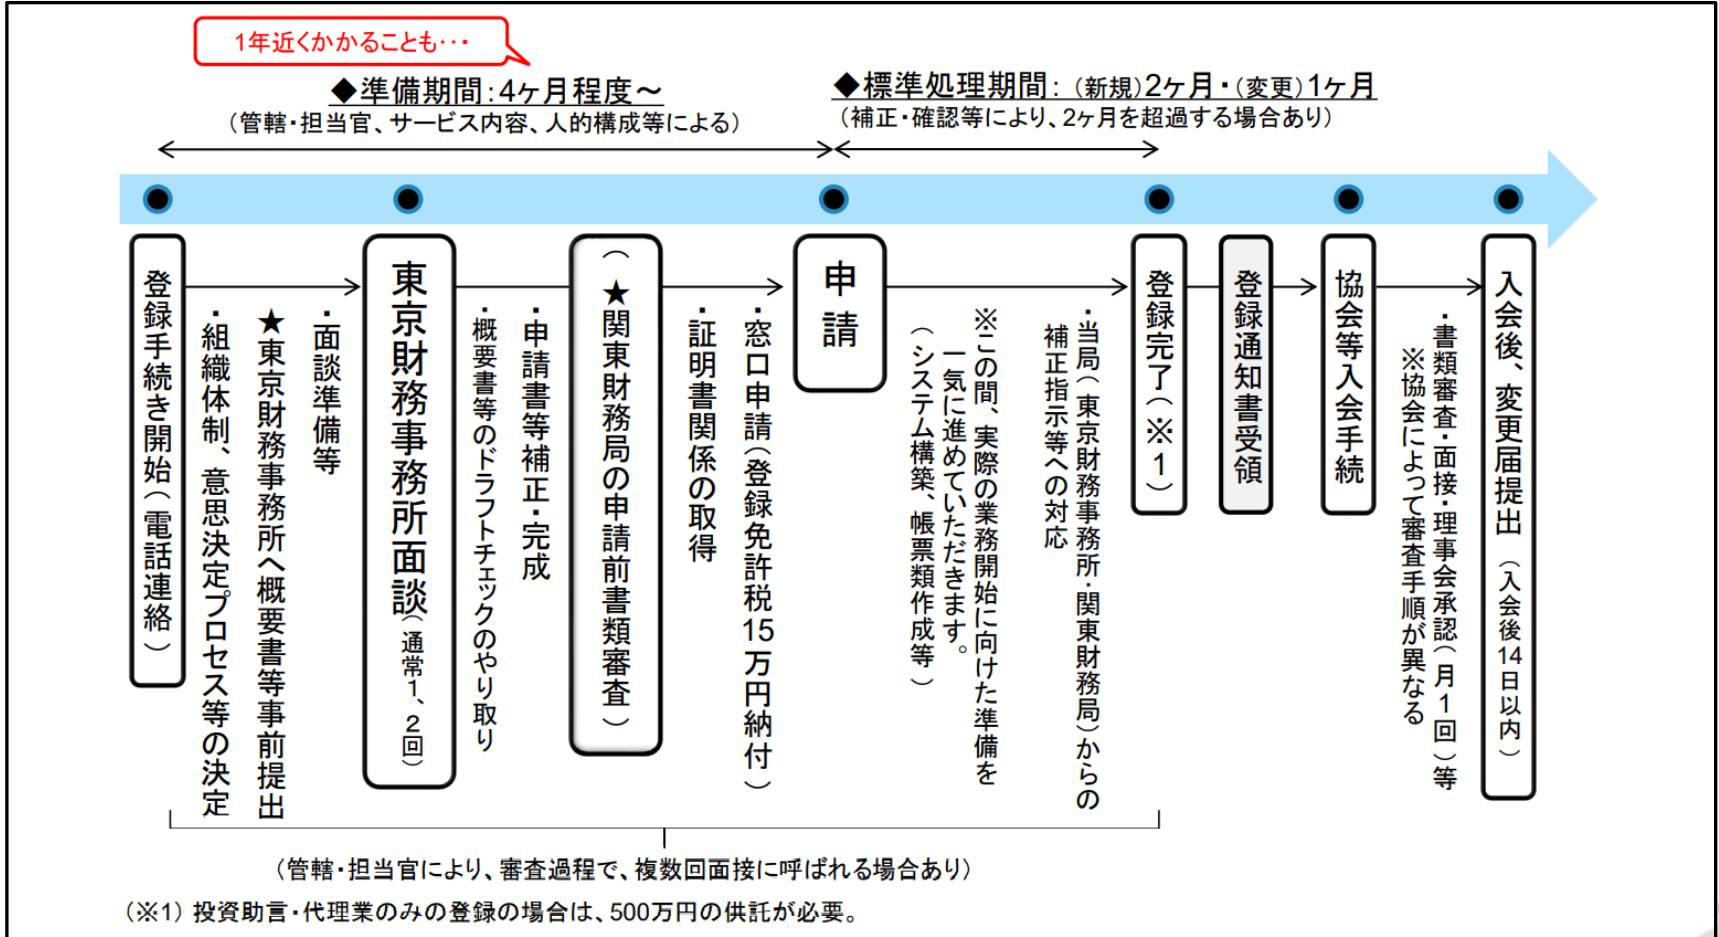 1年近くかかることも・・・
◆準備期間：4ヶ月程度～
（管轄・担当官、サービス内容、人的構成等による）
◆標準処理期間：（新規）2ヶ月・（変更）1ヶ月
（補正・確認等により、2ヶ月を超過する場合あり）
登録手続き開始（電話連絡）
・組織体制、意思決定プロセス等の決定
★東京財務事務所へ概要書等事前提出
・面談準備等
東京財務事務所面談（通常1、2回）
・概要書等のドラフトチェックのやり取り
・申請書等補正・完成
（★関東財務局の申請前書類審査）
・証明書関係の取得
・窓口申請（登録免許税15万円納付）
申請
※この間、実際の業務開始に向けた準備を
一気に進めていただきます。
（システム構築、帳票類作成等）
・当局（東京財務事務所・関東財務局）からの
補正指示等への対応
登録完了（※1）
登録通知書受領
協会等入会手続
・書類審査・面接・理事会承認（月1回）等
※協会によって審査手順が異なる
入会後、変更届提出（入会後14日以内）
（管轄・担当官により、審査過程で、複数回面接に呼ばれる場合あり）
（※1）投資助言・代理業のみの登録の場合は、500万円の供託が必要。